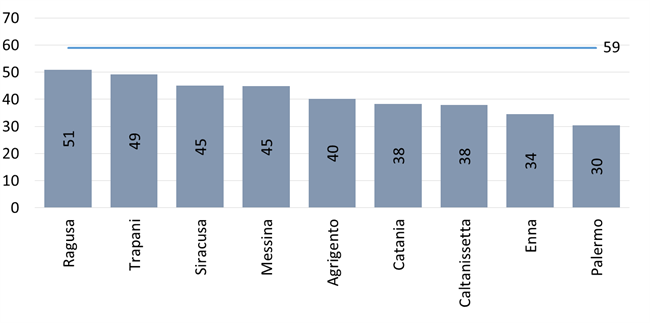 70
60
50
40
30
20
10
0
59
51
49
45
45
40
38
38
34
30
Ragusa
Trapani
Siracusa
Messina
Agrigento
Catania
Caltanissetta
Enna
Palermo